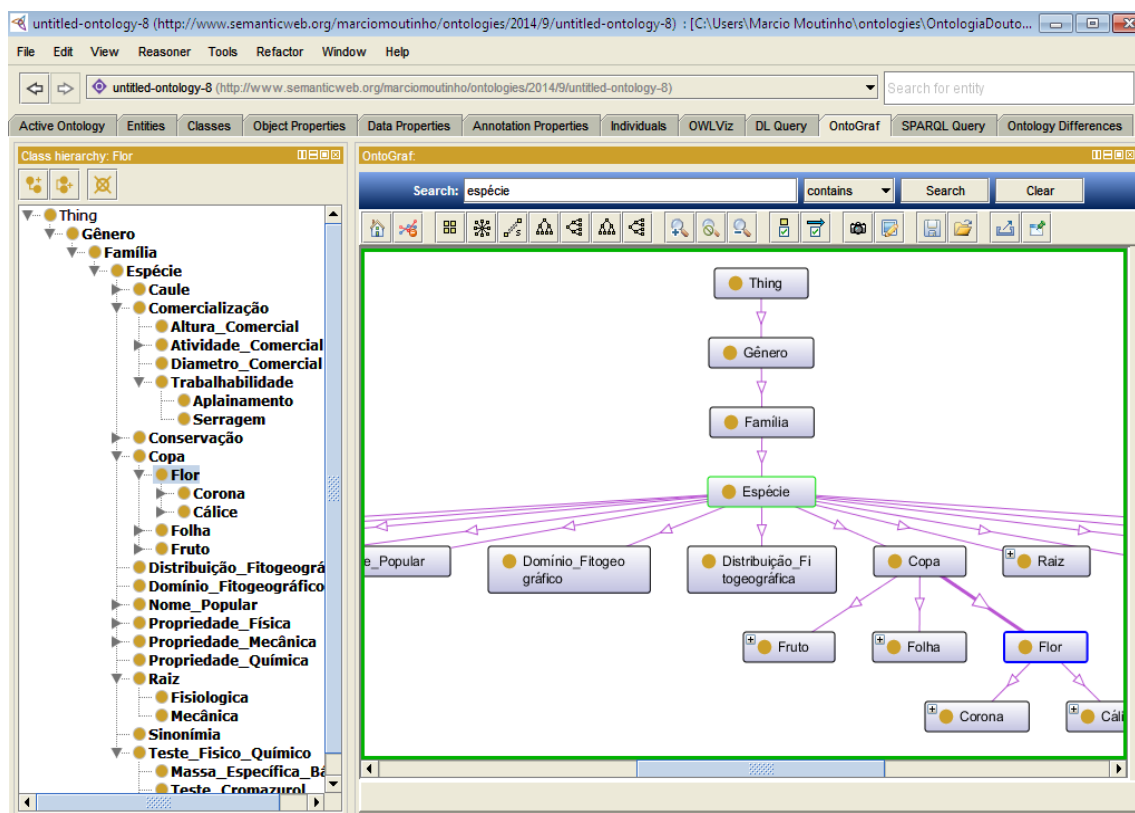 untitled-ontology-8 (http://www.semanticweb.org/marciomoutinho/ontologies/2014/9/untitled-ontology-8) : [C:\Users\Marcio Moutinho\ontologies\OntologiaDouto...
File Edit View Reasoner Tools Refactor Window Help
untitled-ontology-8 (http://www.semanticweb.org/marciomoutinho/ontologies/2014/9/untitled-ontology-8)
Search for entity
Active Ontology Entities Classes Object Properties Data Properties Annotation Properties Individuals OWLViz DL Query OntoGraf SPARQL Query Ontology Differences
Class hierarchy: Flor
Thing
Gênero
Família
Espécie
Caule
Comercialização
Altura_Comercial
Atividade_Comercial
Diametro_Comercial
Trabalhabilidade
Aplainamento
Serragem
Conservação
Copa
Flor
Corona
Cálice
Folha
Fruto
Distribuição_Fitogeográ
Domínio_Fitogeográfico
Nome_Popular
Propriedade_Física
Propriedade_Mecânica
Propriedade_Química
Raiz
Fisiologica
Mecânica
Sinonímia
Teste_Fisico_Químico
Massa_Específica_Bá
Teste_Cromazurol
OntoGraf:
Search: espécie contains Search Clear
Thing
Gênero
Família
Espécie
e_Popular
Domínio_Fitogeo
gráfico
Distribuição_Fi
togeográfica
Copa
Raiz
Fruto
Folha
Flor
Corona
Cáli